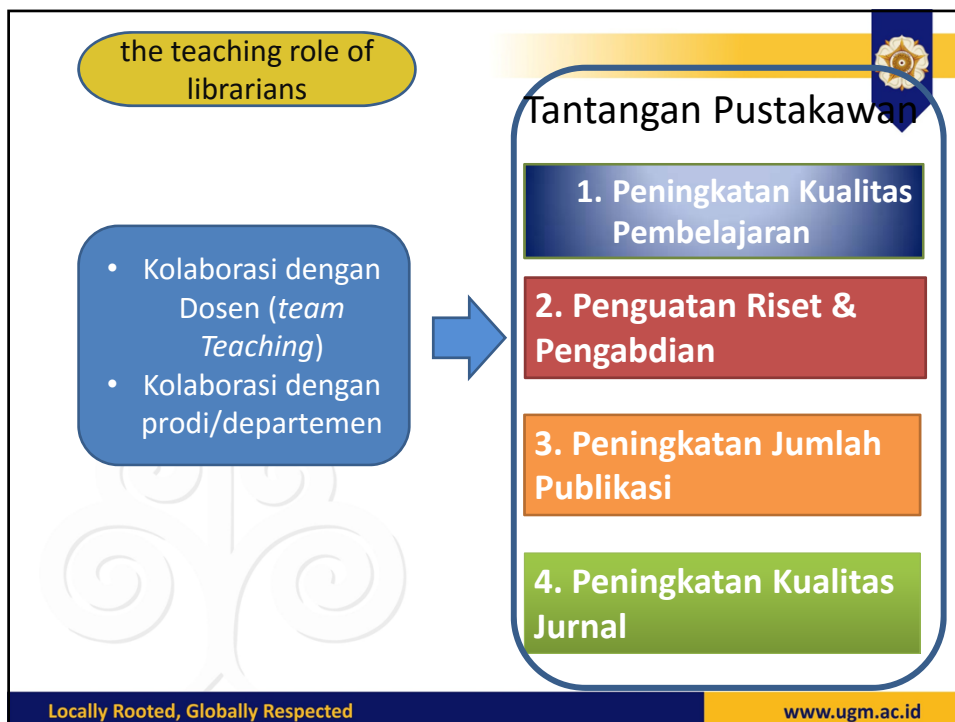 the teaching role of
librarians
Tantangan Pustakawan
• Kolaborasi dengan
Dosen (team
Teaching)
• Kolaborasi dengan
prodi/departemen
1. Peningkatan Kualitas
Pembelajaran
2. Penguatan Riset &
Pengabdian
3. Peningkatan Jumlah
Publikasi
4. Peningkatan Kualitas
Jurnal
Locally Rooted, Globally Respected
www.ugm.ac.id